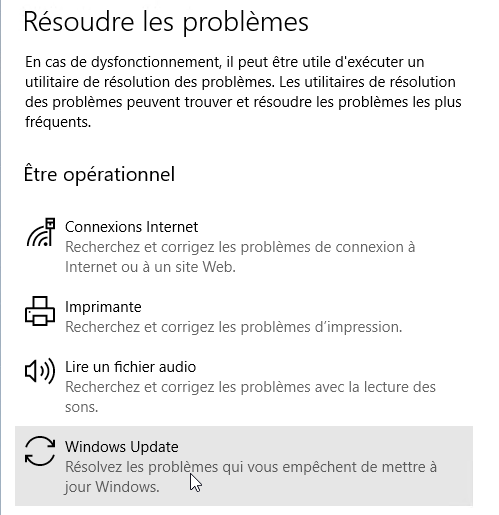 Résoudre les problèmes
En cas de dysfonctionnement, il peut être utile d'exécuter un
utilitaire de résolution des problèmes. Les utilitaires de résolution
des problèmes peuvent trouver et résoudre les problèmes les plus
fréquents.
Être opérationnel
Connexions Internet
Recherchez et corrigez les problèmes de connexion à
Internet ou à un site Web.
Imprimante
Recherchez et corrigez les problèmes d’impression.
Lire un fichier audio
Recherchez et corrigez les problèmes avec la lecture des
sons.
Windows Update
Résolvez les problèmes qui vous empêchent de mettre à
jour Windows.